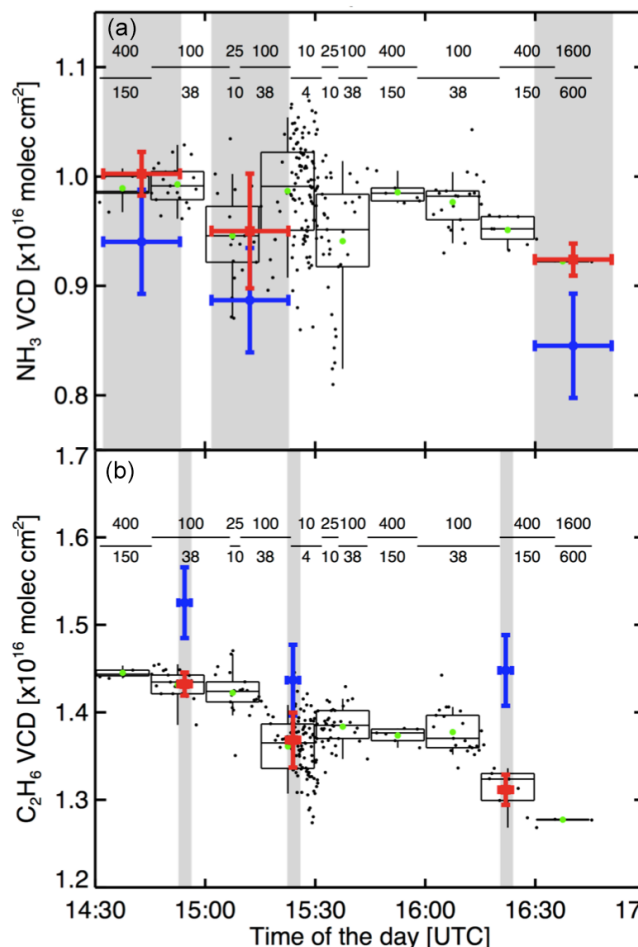 (a)
400 100 25 100 10 25 100 400 100 400 1600
150 38 10 38 4 10 38 150 38 150 600
1.1
1.0
0.9
0.8
NH₃ VCD [x10¹⁶ molec cm⁻²]
1.7
(b)
400 100 25 100 10 25 100 400 100 400 1600
150 38 10 38 4 10 38 150 38 150 600
1.6
1.5
1.4
1.3
1.2
C₂H₆ VCD [x10¹⁶ molec cm⁻²]
14:30 15:00 15:30 16:00 16:30 17
Time of the day [UTC]